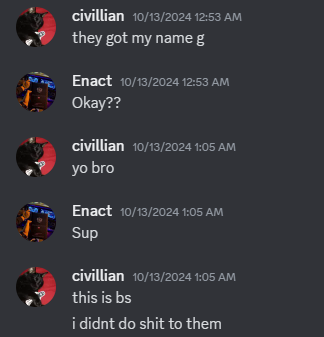 civillian 10/13/2024 12:53 AM
they got my name g
Enact 10/13/2024 12:53 AM
Okay??
civillian 10/13/2024 1:05 AM
yo bro
Enact 10/13/2024 1:05 AM
Sup
civillian 10/13/2024 1:05 AM
this is bs
i didnt do shit to them